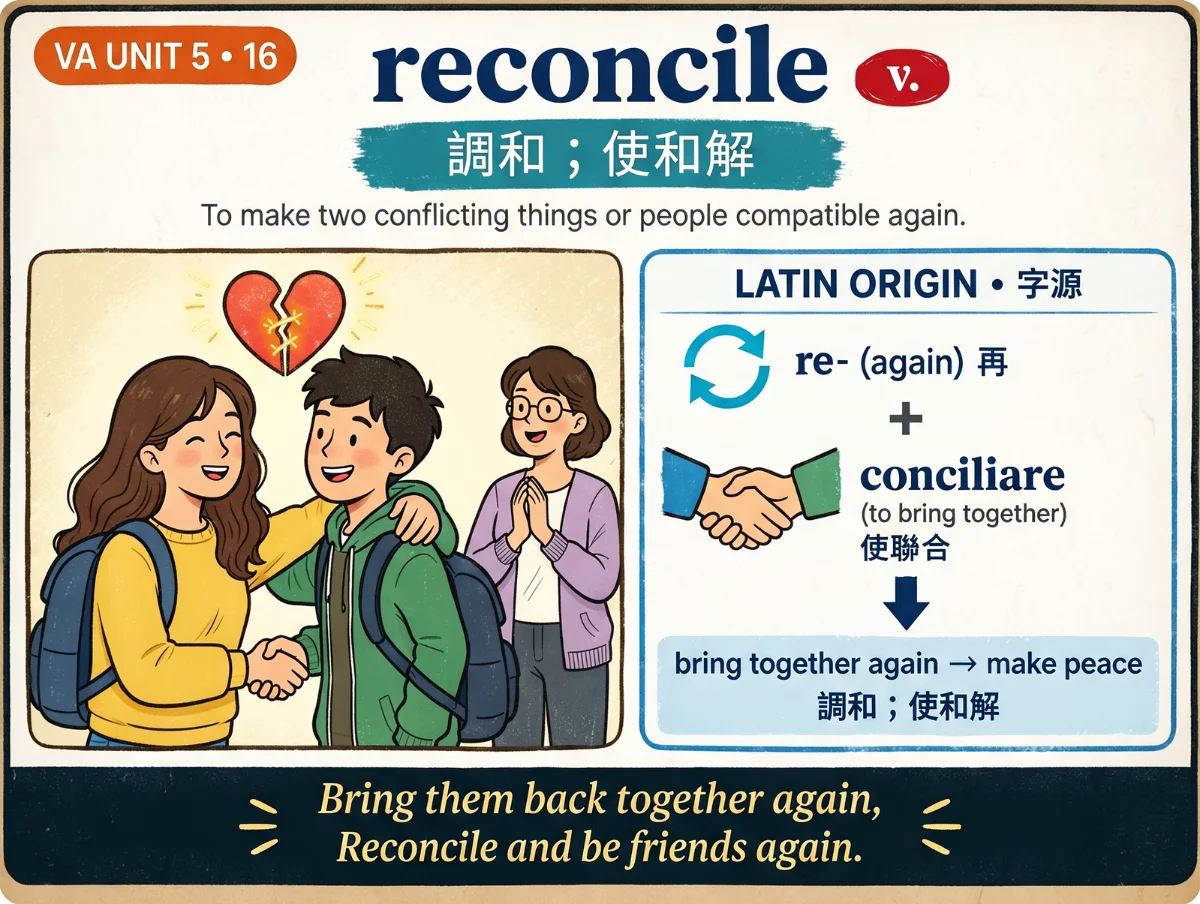 VA UNIT 5 • 16
reconcile v.
調和；使和解
To make two conflicting things or people compatible again.
LATIN ORIGIN • 字源
re- (again) 再
+
conciliare
(to bring together)
使聯合
bring together again → make peace
調和；使和解
Bring them back together again,
Reconcile and be friends again.